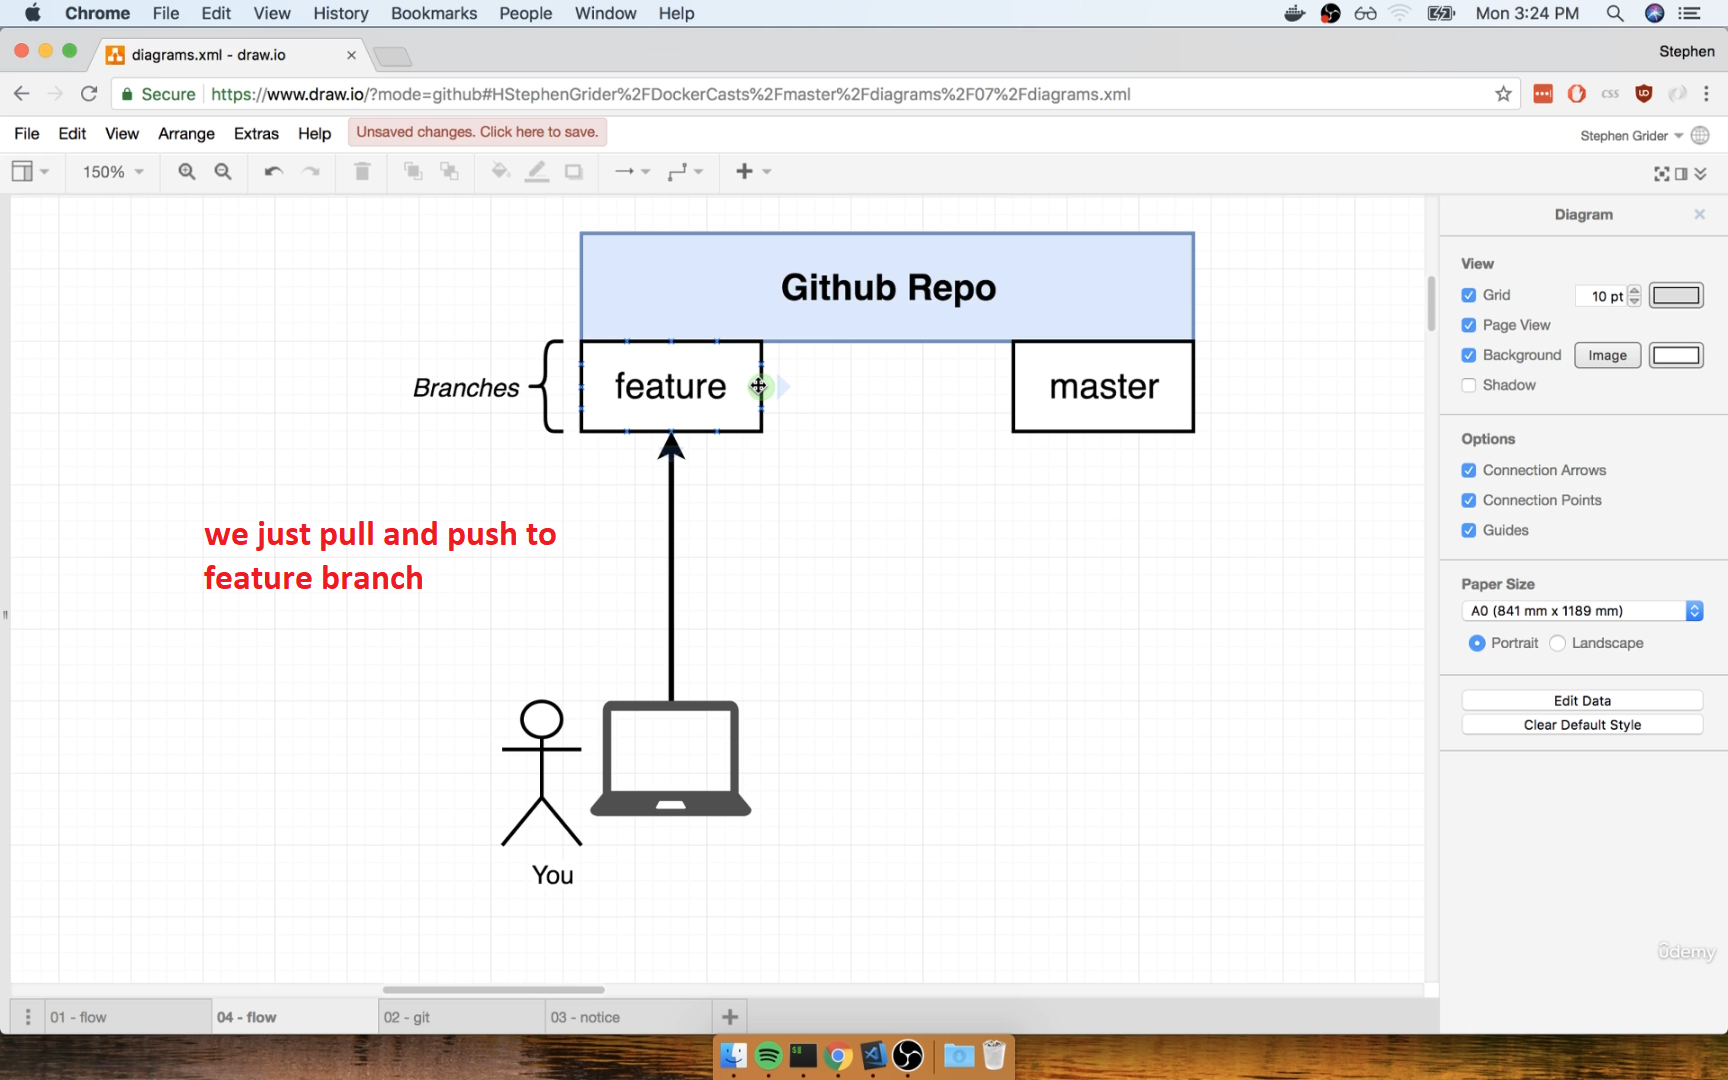 Chrome File Edit View History Bookmarks People Window Help Mon 3:24 PM
diagrams.xml - draw.io Stephen
Secure https://www.draw.io/?mode=github#HStephenGrider%2FDockerCasts%2Fmaster%2Fdiagrams%2F07%2Fdiagrams.xml CSS
File Edit View Arrange Extras Help Unsaved changes. Click here to save. Stephen Grider
150%
Diagram
Github Repo
View
Grid 10 pt
Page View
Background Image
Shadow
Branches feature master
Options
Connection Arrows
Connection Points
Guides
we just pull and push to
feature branch
Paper Size
A0 (841 mm x 1189 mm)
Portrait Landscape
Edit Data
Clear Default Style
You
udemy
01 - flow 04 - flow 02 - git 03 - notice